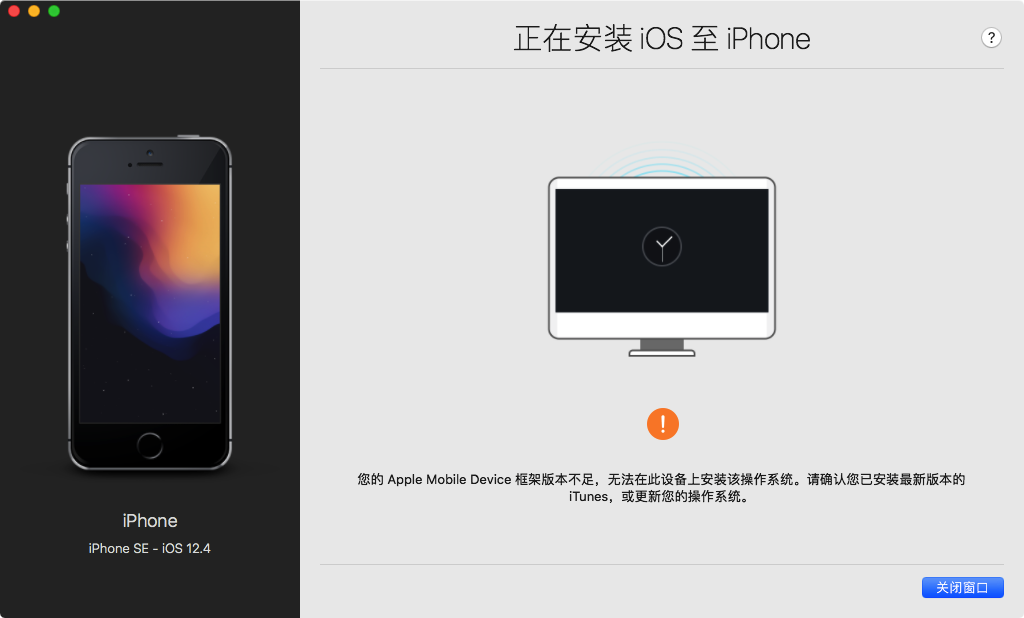 正在安装 iOS 至 iPhone
?
您的 Apple Mobile Device 框架版本不足，无法在此设备上安装该操作系统。请确认您已安装最新版本的
iTunes，或更新您的操作系统。
iPhone
iPhone SE - iOS 12.4
关闭窗口